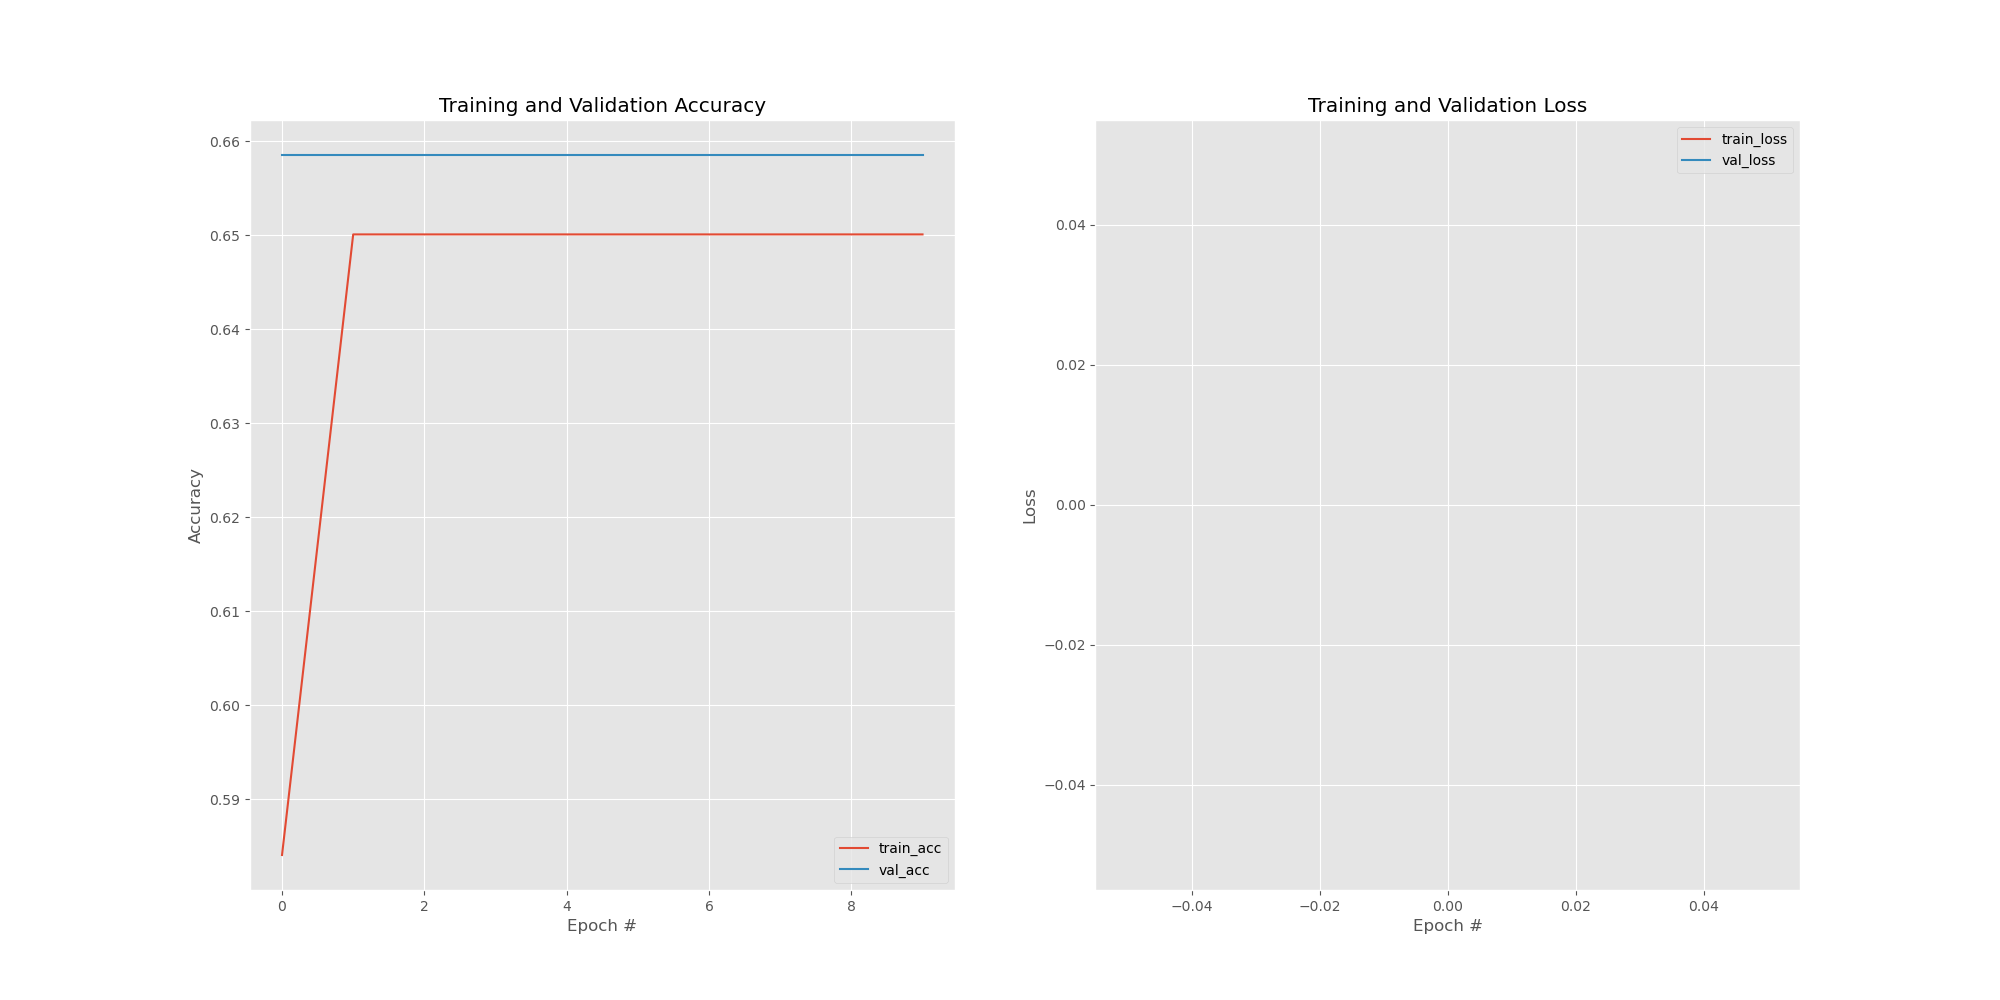 Training and Validation Accuracy
0.66
0.65
0.64
0.63
0.62
0.61
0.60
0.59
Accuracy
train_acc
val_acc
0 2 4 6 8
Epoch #
Training and Validation Loss
train_loss
val_loss
0.04
0.02
0.00
−0.02
−0.04
Loss
−0.04 −0.02 0.00 0.02 0.04
Epoch #